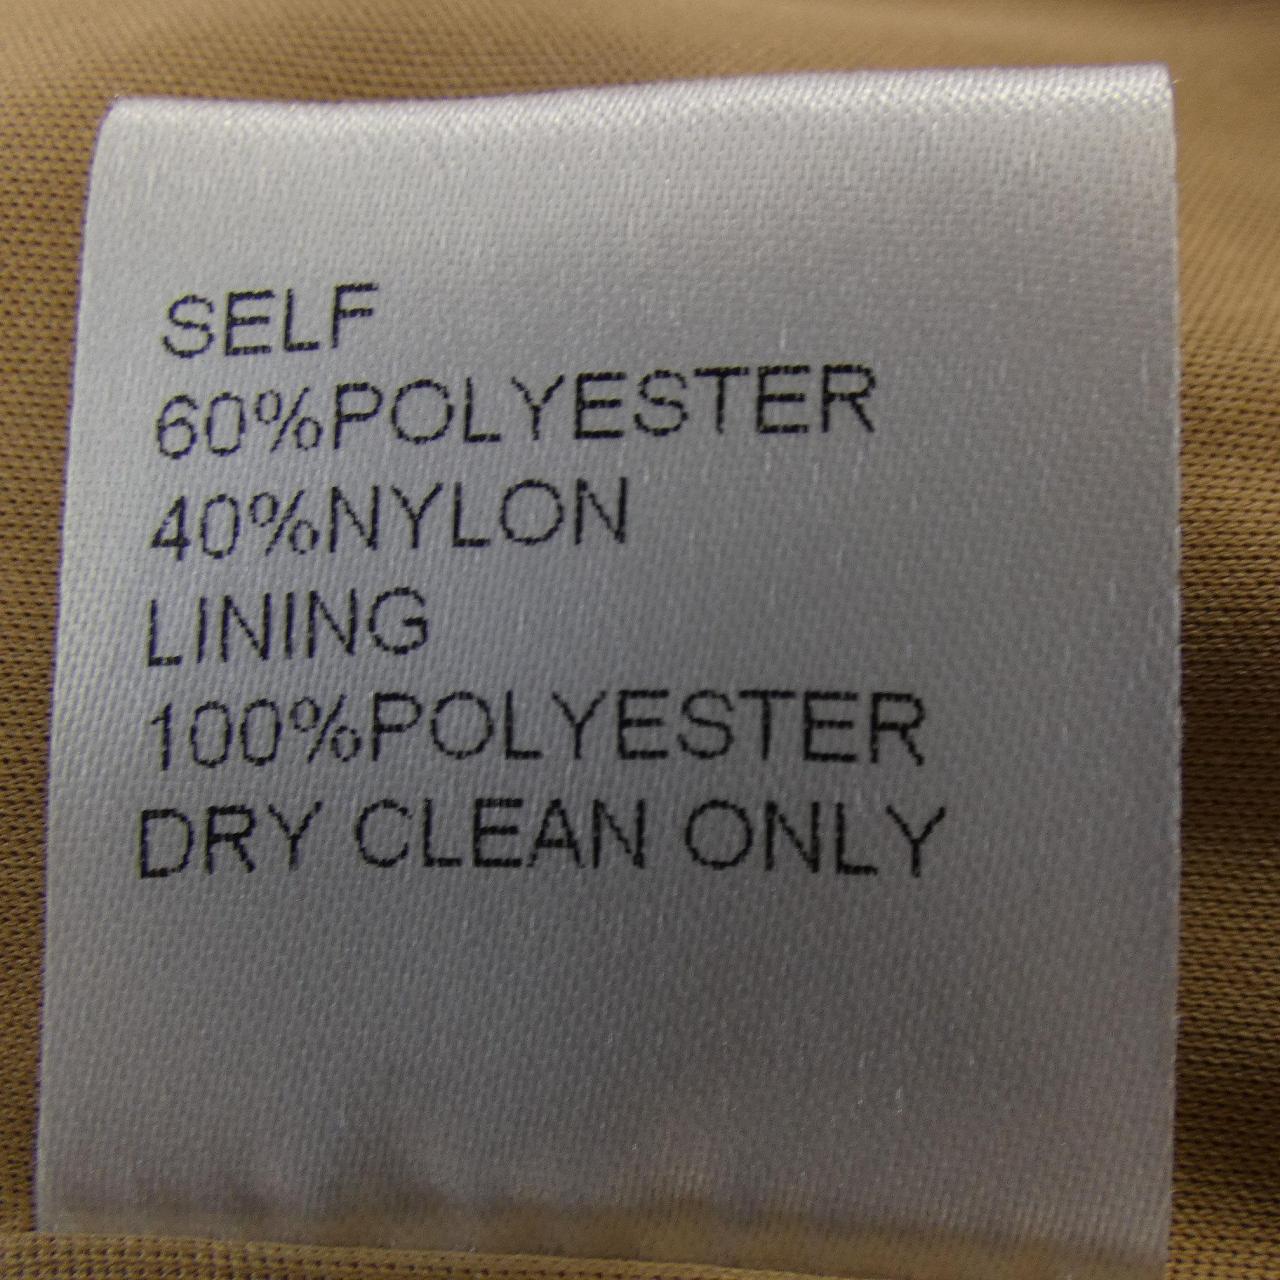 SELF
60%POLYESTER
40%NYLON
LINING
100%POLYESTER
DRY CLEAN ONLY